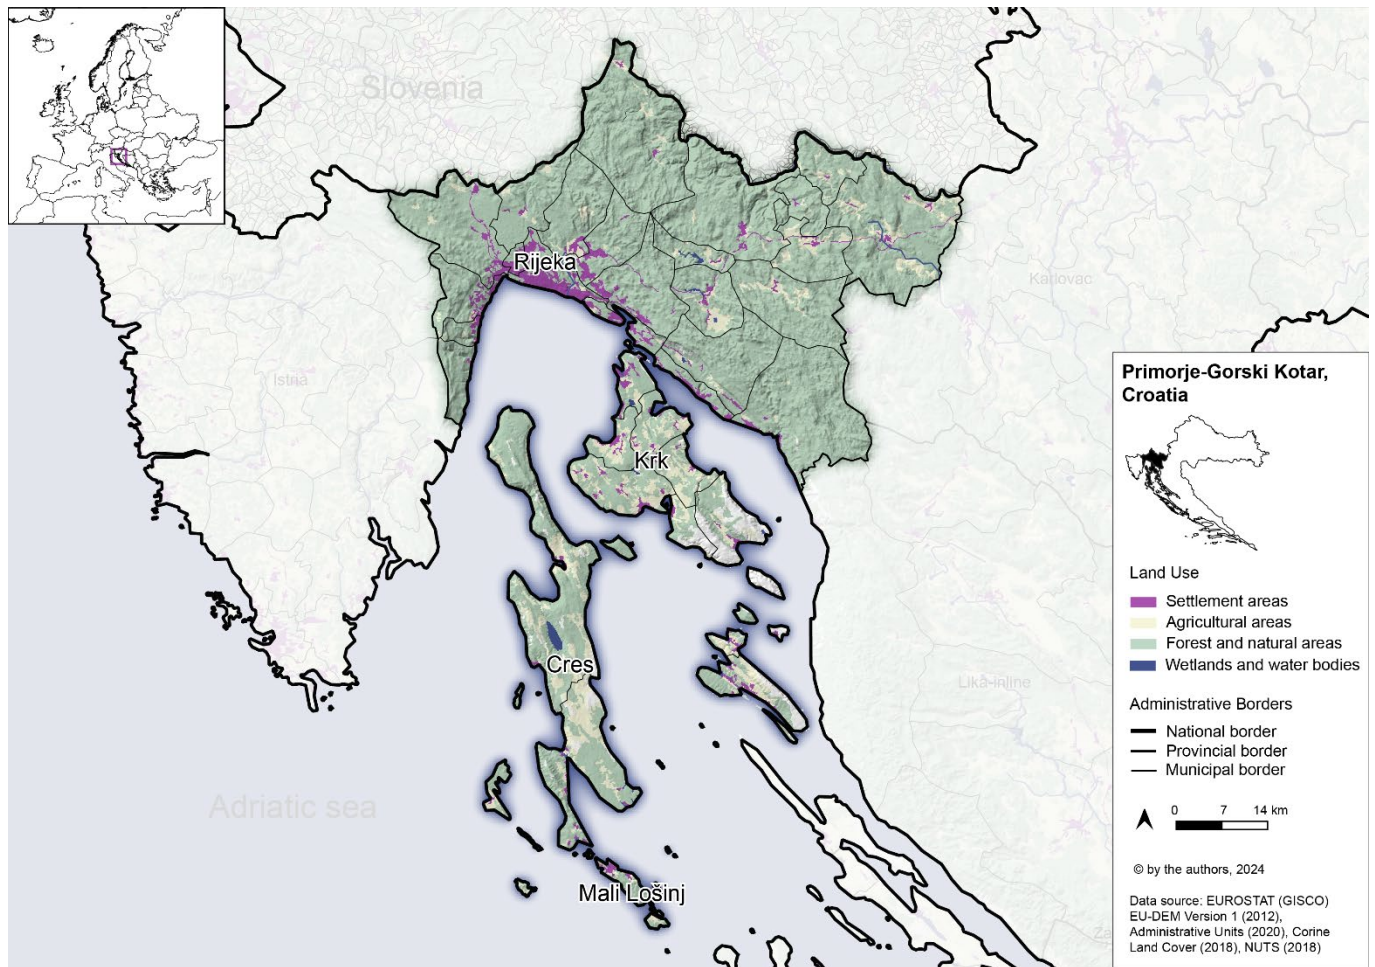 Slovenia
Rijeka
Karlovac
Istria
Krk
Cres
Lika-inline
Adriatic sea
Mali Lošinj
Za
Primorje-Gorski Kotar,
Croatia
Land Use
Settlement areas
Agricultural areas
Forest and natural areas
Wetlands and water bodies
Administrative Borders
National border
Provincial border
Municipal border
0 7 14 km
© by the authors, 2024
Data source: EUROSTAT (GISCO)
EU-DEM Version 1 (2012),
Administrative Units (2020), Corine
Land Cover (2018), NUTS (2018)